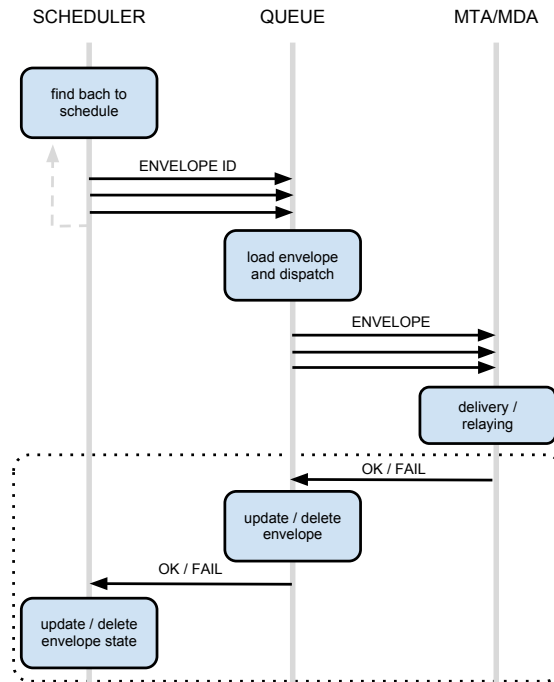 SCHEDULER
QUEUE
MTA/MDA
find bach to
schedule
ENVELOPE ID
load envelope
and dispatch
ENVELOPE
delivery /
relaying
OK / FAIL
update / delete
envelope
OK / FAIL
update / delete
envelope state